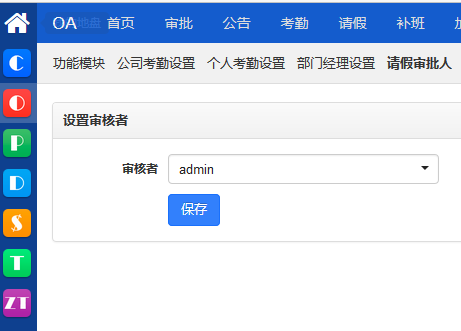 OA 首页 审批 公告 考勤 请假 补班
功能模块 公司考勤设置 个人考勤设置 部门经理设置 请假审批人
C
O
P
D
S
T
ZT
设置审核者
审核者 admin
保存